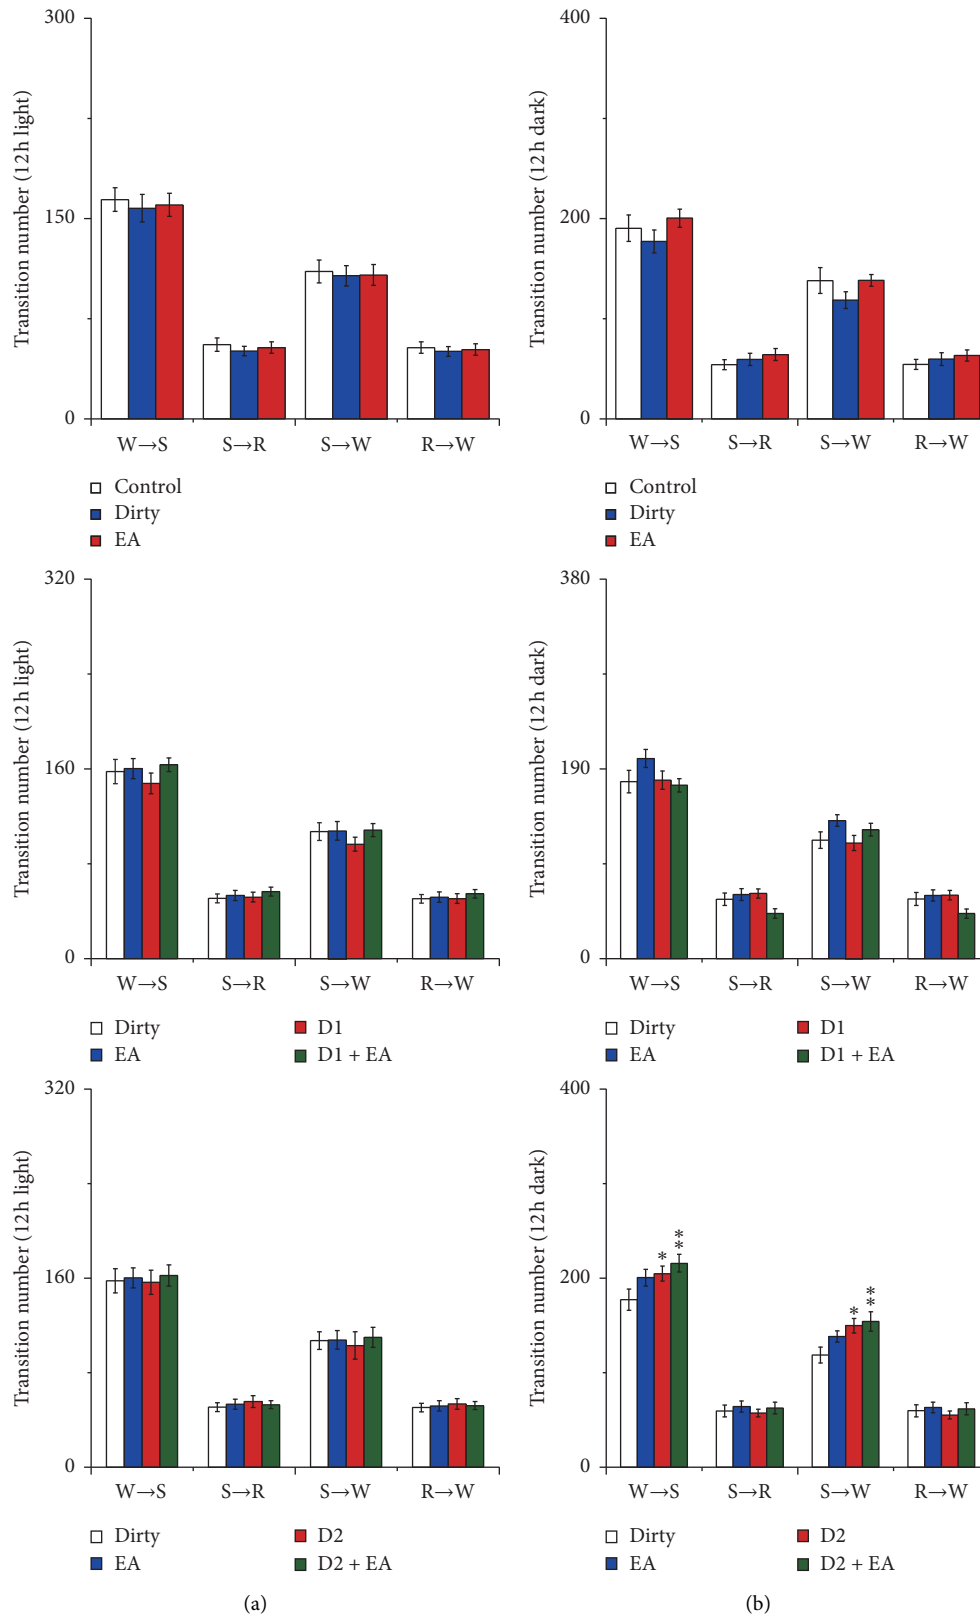 Transition number (12 h light)
300
150
0
W→S S→R S→W R→W
Control
Dirty
EA
Transition number (12 h dark)
400
200
0
W→S S→R S→W R→W
Control
Dirty
EA
Transition number (12 h light)
320
160
0
W→S S→R S→W R→W
Dirty D1
EA D1 + EA
Transition number (12 h dark)
380
190
0
W→S S→R S→W R→W
Dirty D1
EA D1 + EA
Transition number (12 h light)
320
160
0
W→S S→R S→W R→W
Dirty D2
EA D2 + EA
(a)
Transition number (12 h dark)
400
200
0
* ** * **
W→S S→R S→W R→W
Dirty D2
EA D2 + EA
(b)